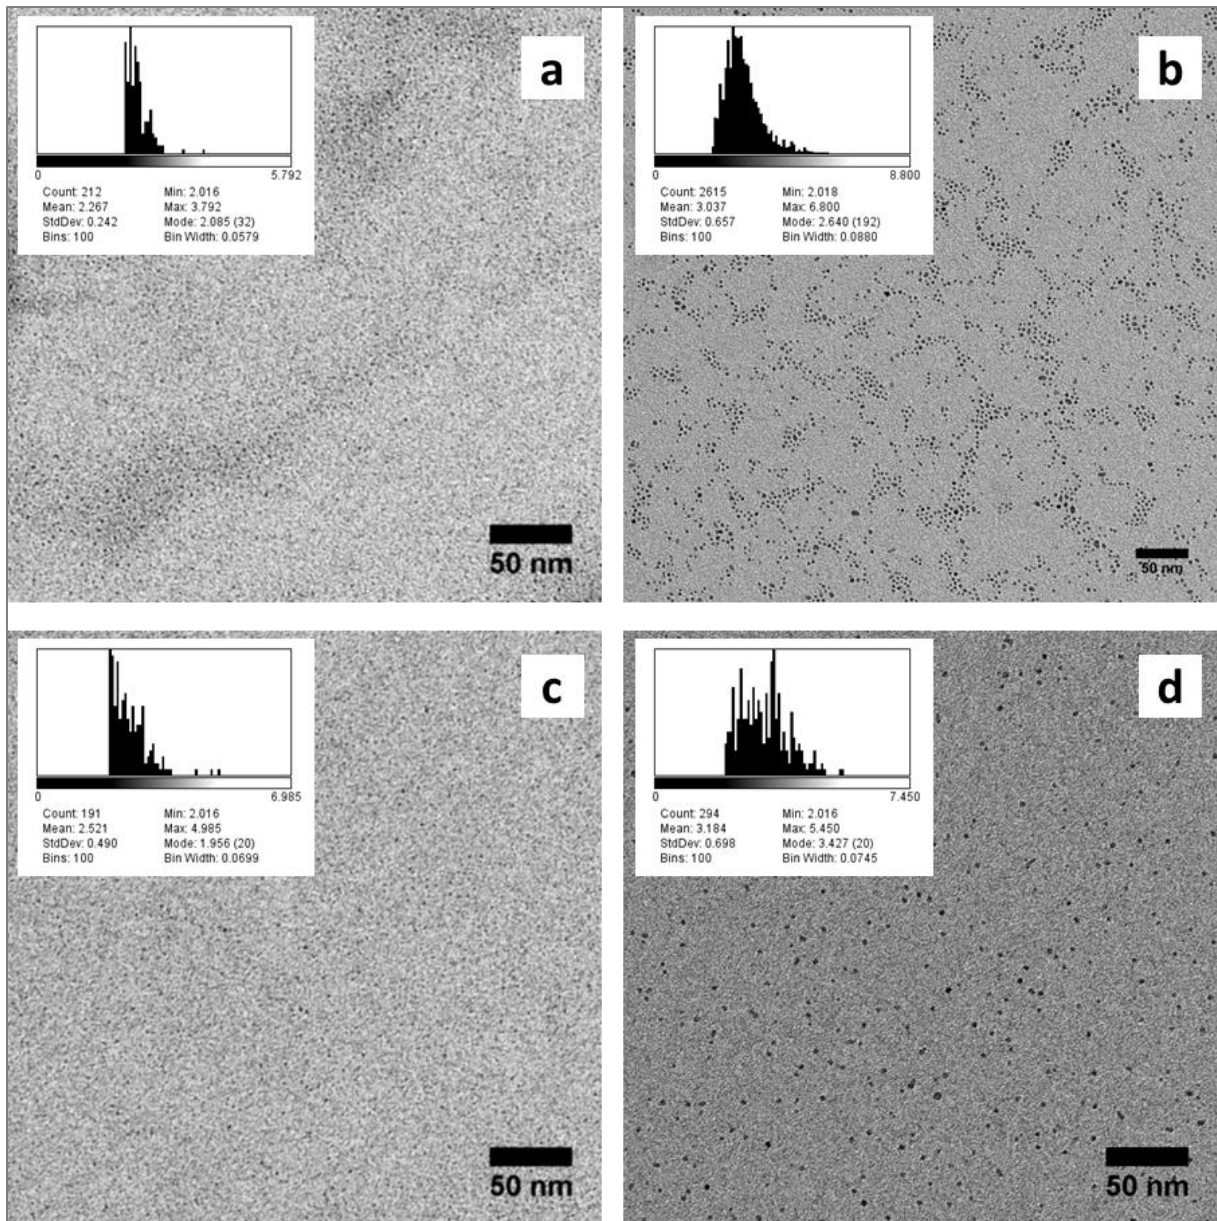 a
0 5.792
Count: 212 Min: 2.016
Mean: 2.267 Max: 3.792
StdDev: 0.242 Mode: 2.085 (32)
Bins: 100 Bin Width: 0.0579
50 nm
b
0 8.800
Count: 2615 Min: 2.018
Mean: 3.037 Max: 6.800
StdDev: 0.657 Mode: 2.640 (192)
Bins: 100 Bin Width: 0.0880
50 nm
c
0 6.985
Count: 191 Min: 2.016
Mean: 2.521 Max: 4.985
StdDev: 0.490 Mode: 1.956 (20)
Bins: 100 Bin Width: 0.0699
50 nm
d
0 7.450
Count: 294 Min: 2.016
Mean: 3.184 Max: 5.450
StdDev: 0.698 Mode: 3.427 (20)
Bins: 100 Bin Width: 0.0745
50 nm